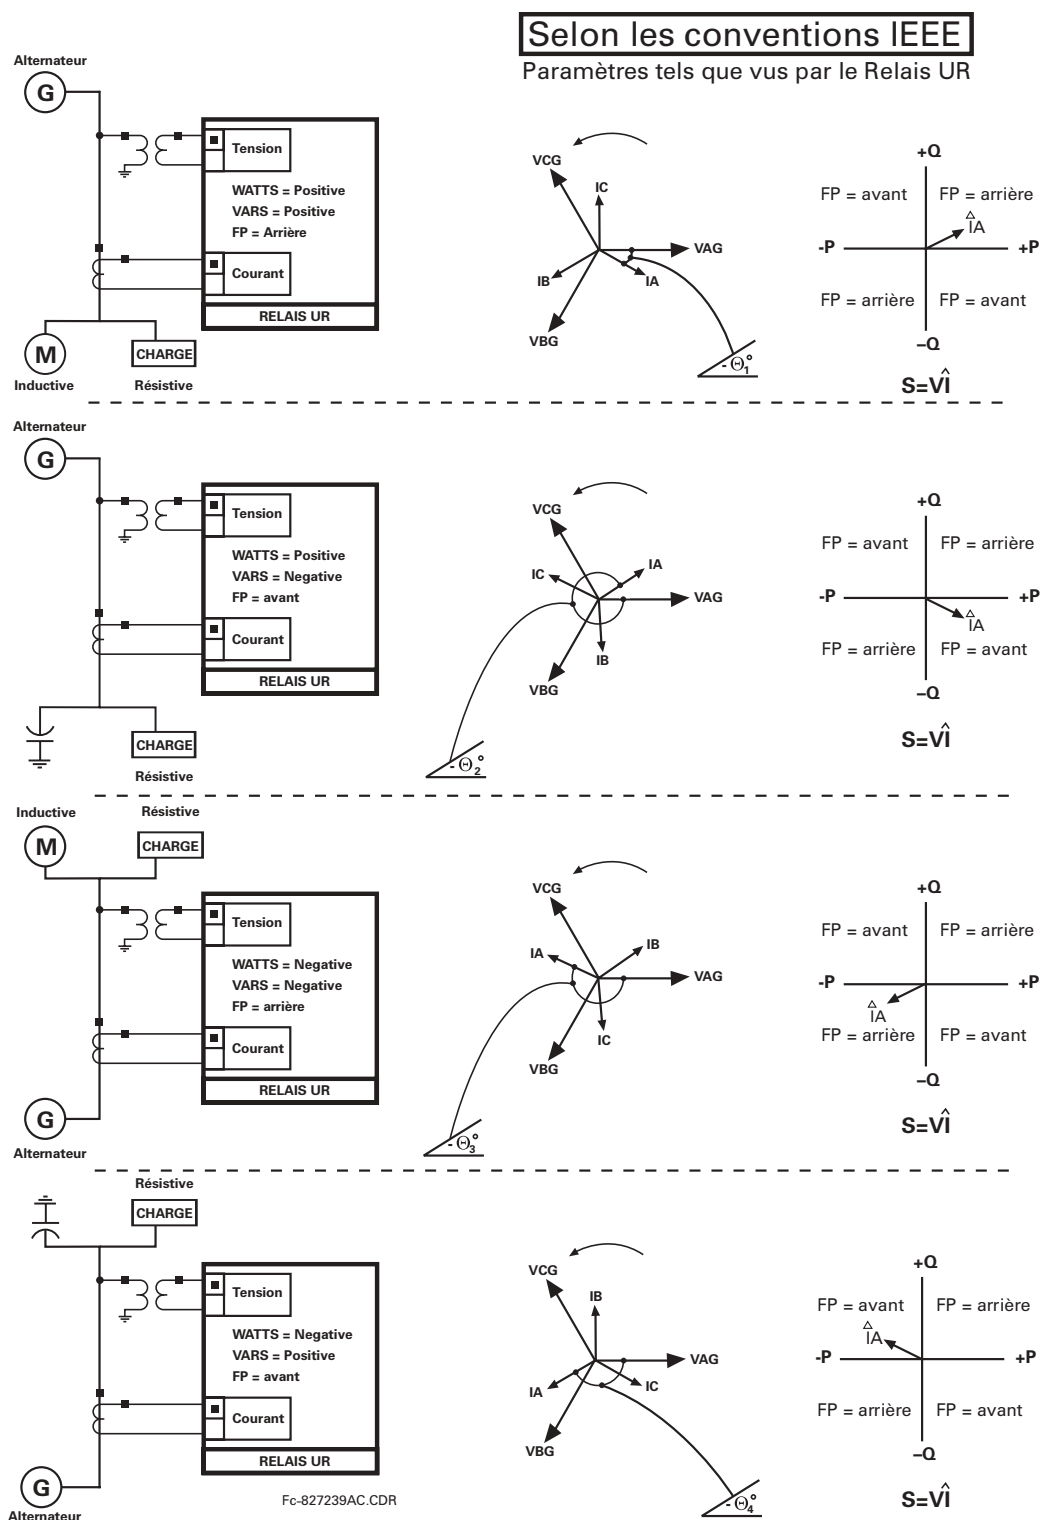 Selon les conventions IEEE
Paramètres tels que vus par le Relais UR
Alternateur
G
Tension
WATTS = Positive
VARS = Positive
FP = Arrière
Courant
RELAIS UR
M
Inductive
CHARGE
Résistive
VCG
IC
VAG
IB
IA
VBG
- Θ1°
+Q
FP = avant
FP = arrière
IA
-P
+P
FP = arrière
FP = avant
–Q
S=VÎ
Alternateur
G
Tension
WATTS = Positive
VARS = Negative
FP = avant
Courant
RELAIS UR
CHARGE
Résistive
VCG
IC
IA
VAG
IB
VBG
- Θ2°
+Q
FP = avant
FP = arrière
-P
+P
IA
FP = arrière
FP = avant
–Q
S=VÎ
Inductive
M
Résistive
CHARGE
Tension
WATTS = Negative
VARS = Negative
FP = arrière
Courant
RELAIS UR
G
Alternateur
VCG
IA
IB
VAG
IC
VBG
- Θ3°
+Q
FP = avant
FP = arrière
-P
+P
IA
FP = arrière
FP = avant
–Q
S=VÎ
Résistive
CHARGE
Tension
WATTS = Negative
VARS = Positive
FP = avant
Courant
RELAIS UR
G
Alternateur
Fc-827239AC.CDR
VCG
IB
VAG
IA
IC
VBG
- Θ4°
+Q
FP = avant
FP = arrière
IA
-P
+P
FP = arrière
FP = avant
–Q
S=VÎ